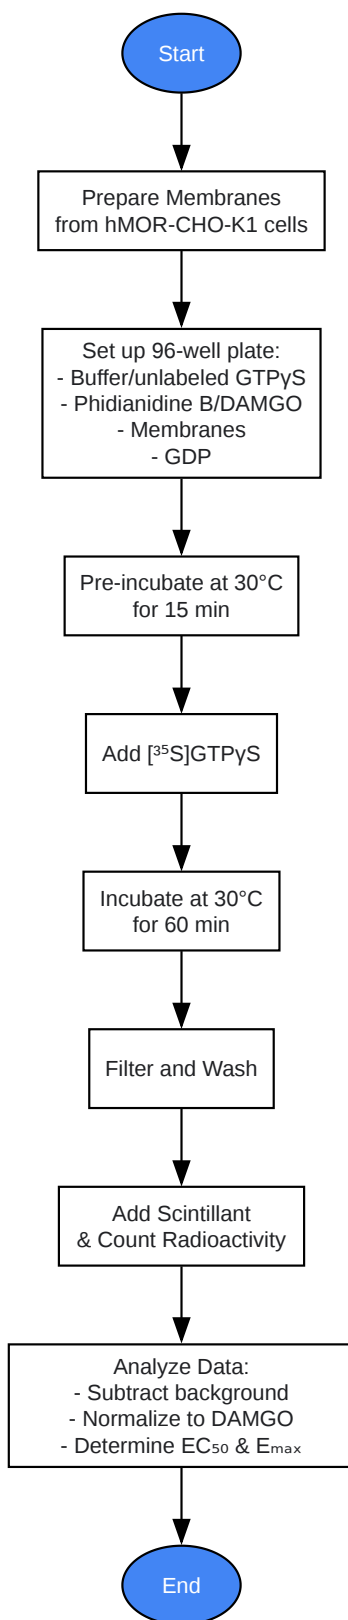 Start
Prepare Membranes
from hMOR-CHO-K1 cells
Set up 96-well plate:
- Buffer/unlabeled GTPγS
- Phidianidine B/DAMGO
- Membranes
- GDP
Pre-incubate at 30°C
for 15 min
Add [³⁵S]GTPγS
Incubate at 30°C
for 60 min
Filter and Wash
Add Scintillant
& Count Radioactivity
Analyze Data:
- Subtract background
- Normalize to DAMGO
- Determine EC₅₀ & Eₘₐₓ
End